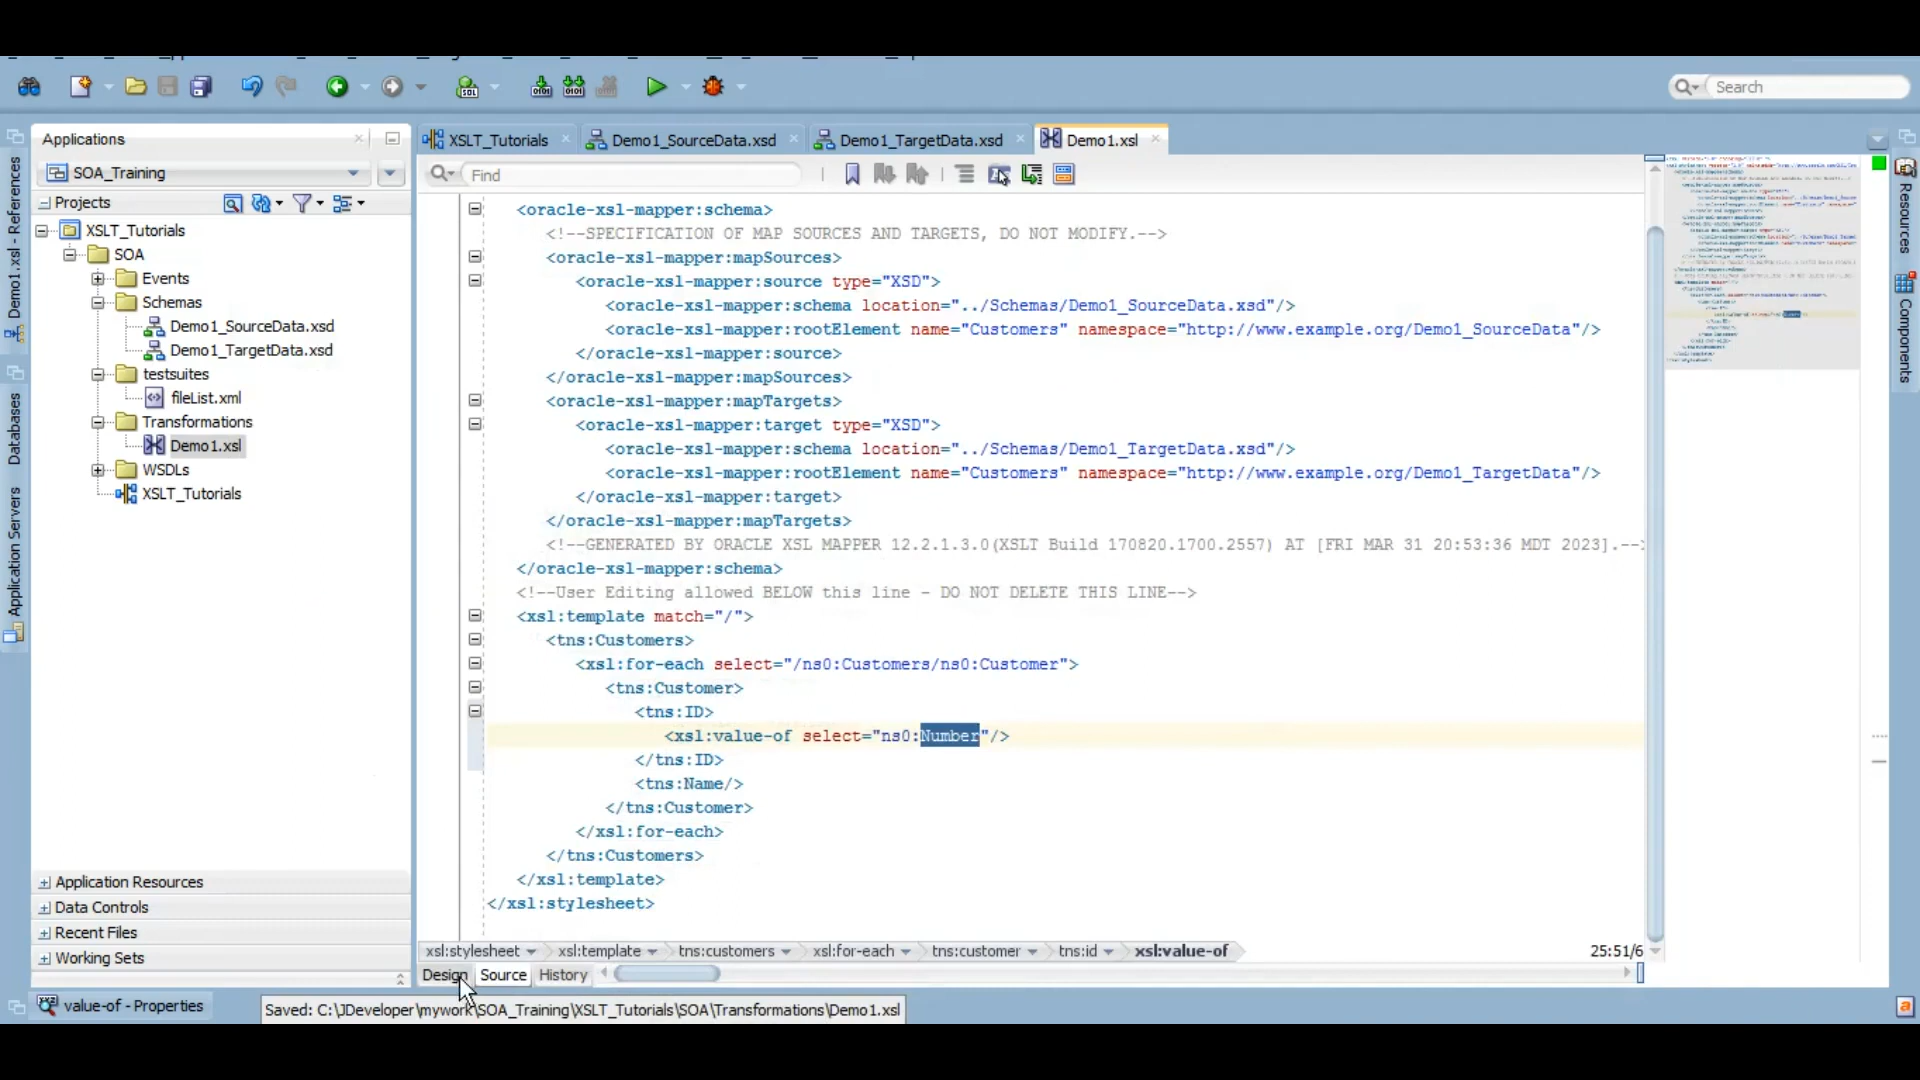 Search
Demo1.xsl - References
Databases
Application Servers
Applications
SOA_Training
Projects
XSLT_Tutorials
SOA
Events
Schemas
Demo1_SourceData.xsd
Demo1_TargetData.xsd
testsuites
fileList.xml
Transformations
Demo1.xsl
WSDLs
XSLT_Tutorials
Application Resources
Data Controls
Recent Files
Working Sets
XSLT_Tutorials
Demo1_SourceData.xsd
Demo1_TargetData.xsd
Demo1.xsl
Find
<oracle-xsl-mapper:schema>
<!--SPECIFICATION OF MAP SOURCES AND TARGETS, DO NOT MODIFY.-->
<oracle-xsl-mapper:mapSources>
<oracle-xsl-mapper:source type="XSD">
<oracle-xsl-mapper:schema location="../Schemas/Demo1_SourceData.xsd"/>
<oracle-xsl-mapper:rootElement name="Customers" namespace="http://www.example.org/Demo1_SourceData"/>
</oracle-xsl-mapper:source>
</oracle-xsl-mapper:mapSources>
<oracle-xsl-mapper:mapTargets>
<oracle-xsl-mapper:target type="XSD">
<oracle-xsl-mapper:schema location="../Schemas/Demo1_TargetData.xsd"/>
<oracle-xsl-mapper:rootElement name="Customers" namespace="http://www.example.org/Demo1_TargetData"/>
</oracle-xsl-mapper:target>
</oracle-xsl-mapper:mapTargets>
<!--GENERATED BY ORACLE XSL MAPPER 12.2.1.3.0(XSLT Build 170820.1700.2557) AT [FRI MAR 31 20:53:36 MDT 2023].-->
</oracle-xsl-mapper:schema>
<!--User Editing allowed BELOW this line - DO NOT DELETE THIS LINE-->
<xsl:template match="/">
<tns:Customers>
<xsl:for-each select="/ns0:Customers/ns0:Customer">
<tns:Customer>
<tns:ID>
<xsl:value-of select="ns0:Number"/>
</tns:ID>
<tns:Name/>
</tns:Customer>
</xsl:for-each>
</tns:Customers>
</xsl:template>
</xsl:stylesheet>
xsl:stylesheet xsl:template tns:customers xsl:for-each tns:customer tns:id xsl:value-of 25:51/6
Design Source History
Resources
Components
value-of - Properties
Saved: C:\JDeveloper\mywork\SOA_Training\XSLT_Tutorials\SOA\Transformations\Demo1.xsl